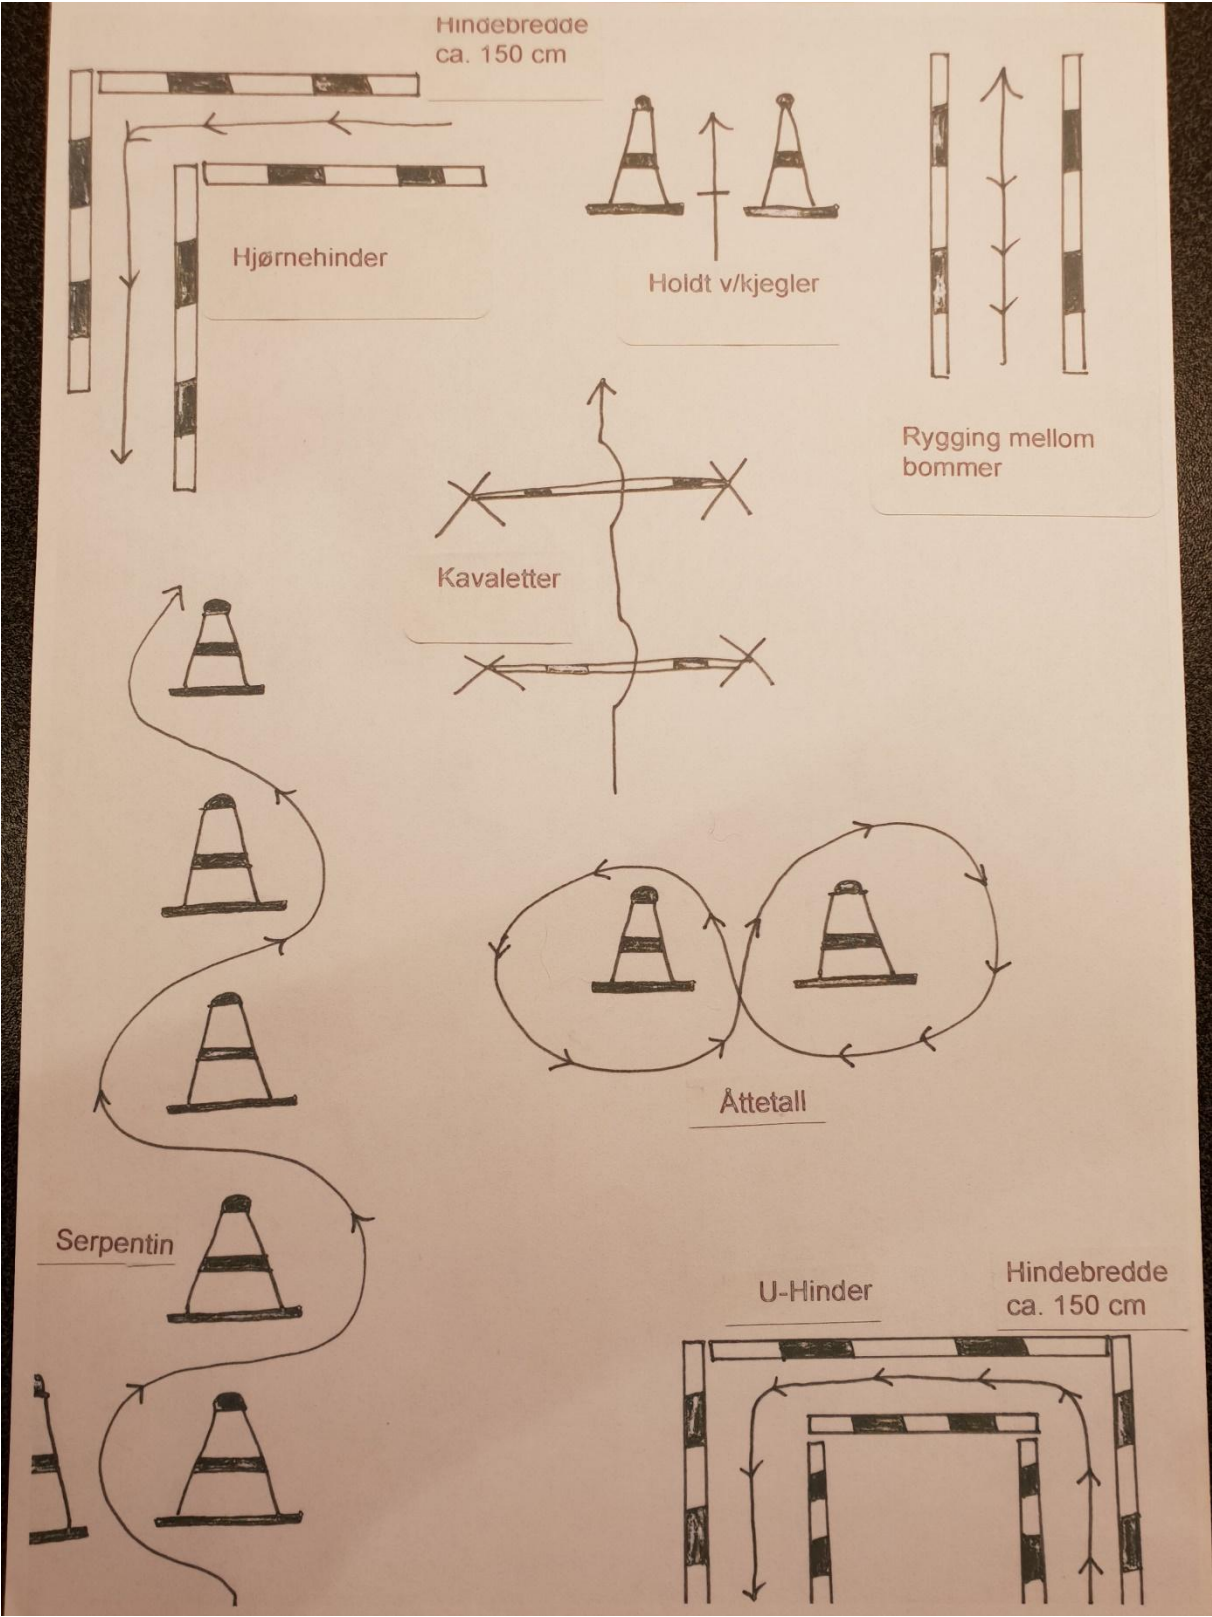 Hindebredde
ca. 150 cm
Hjørnehinder
Holdt v/kjegler
Rygging mellom
bommer
Kavaletter
Åttetall
Serpentin
U-Hinder
Hindebredde
ca. 150 cm